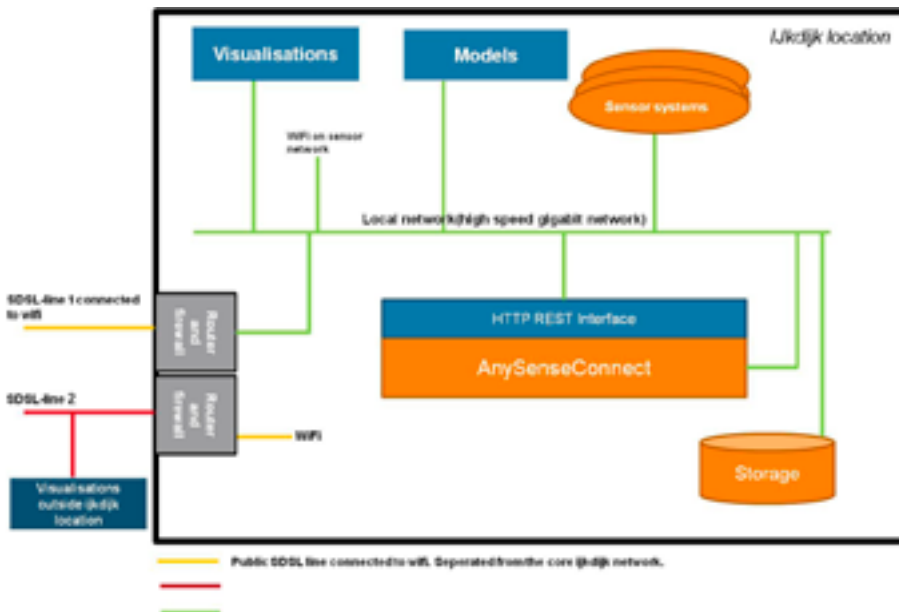 IJkdijk location
Visualisations
Models
Sensor systems
WiFi on sensor
network
Local network(high speed gigabit network)
SDSL-line 1 connected
to wifi
Router
and
firewall
HTTP REST Interface
AnySenseConnect
SDSL-line 2
Router
and
firewall
WiFi
Visualisations
outside ijkdijk
location
Storage
Public SDSL line connected to wifi. Seperated from the core ijkdijk network.